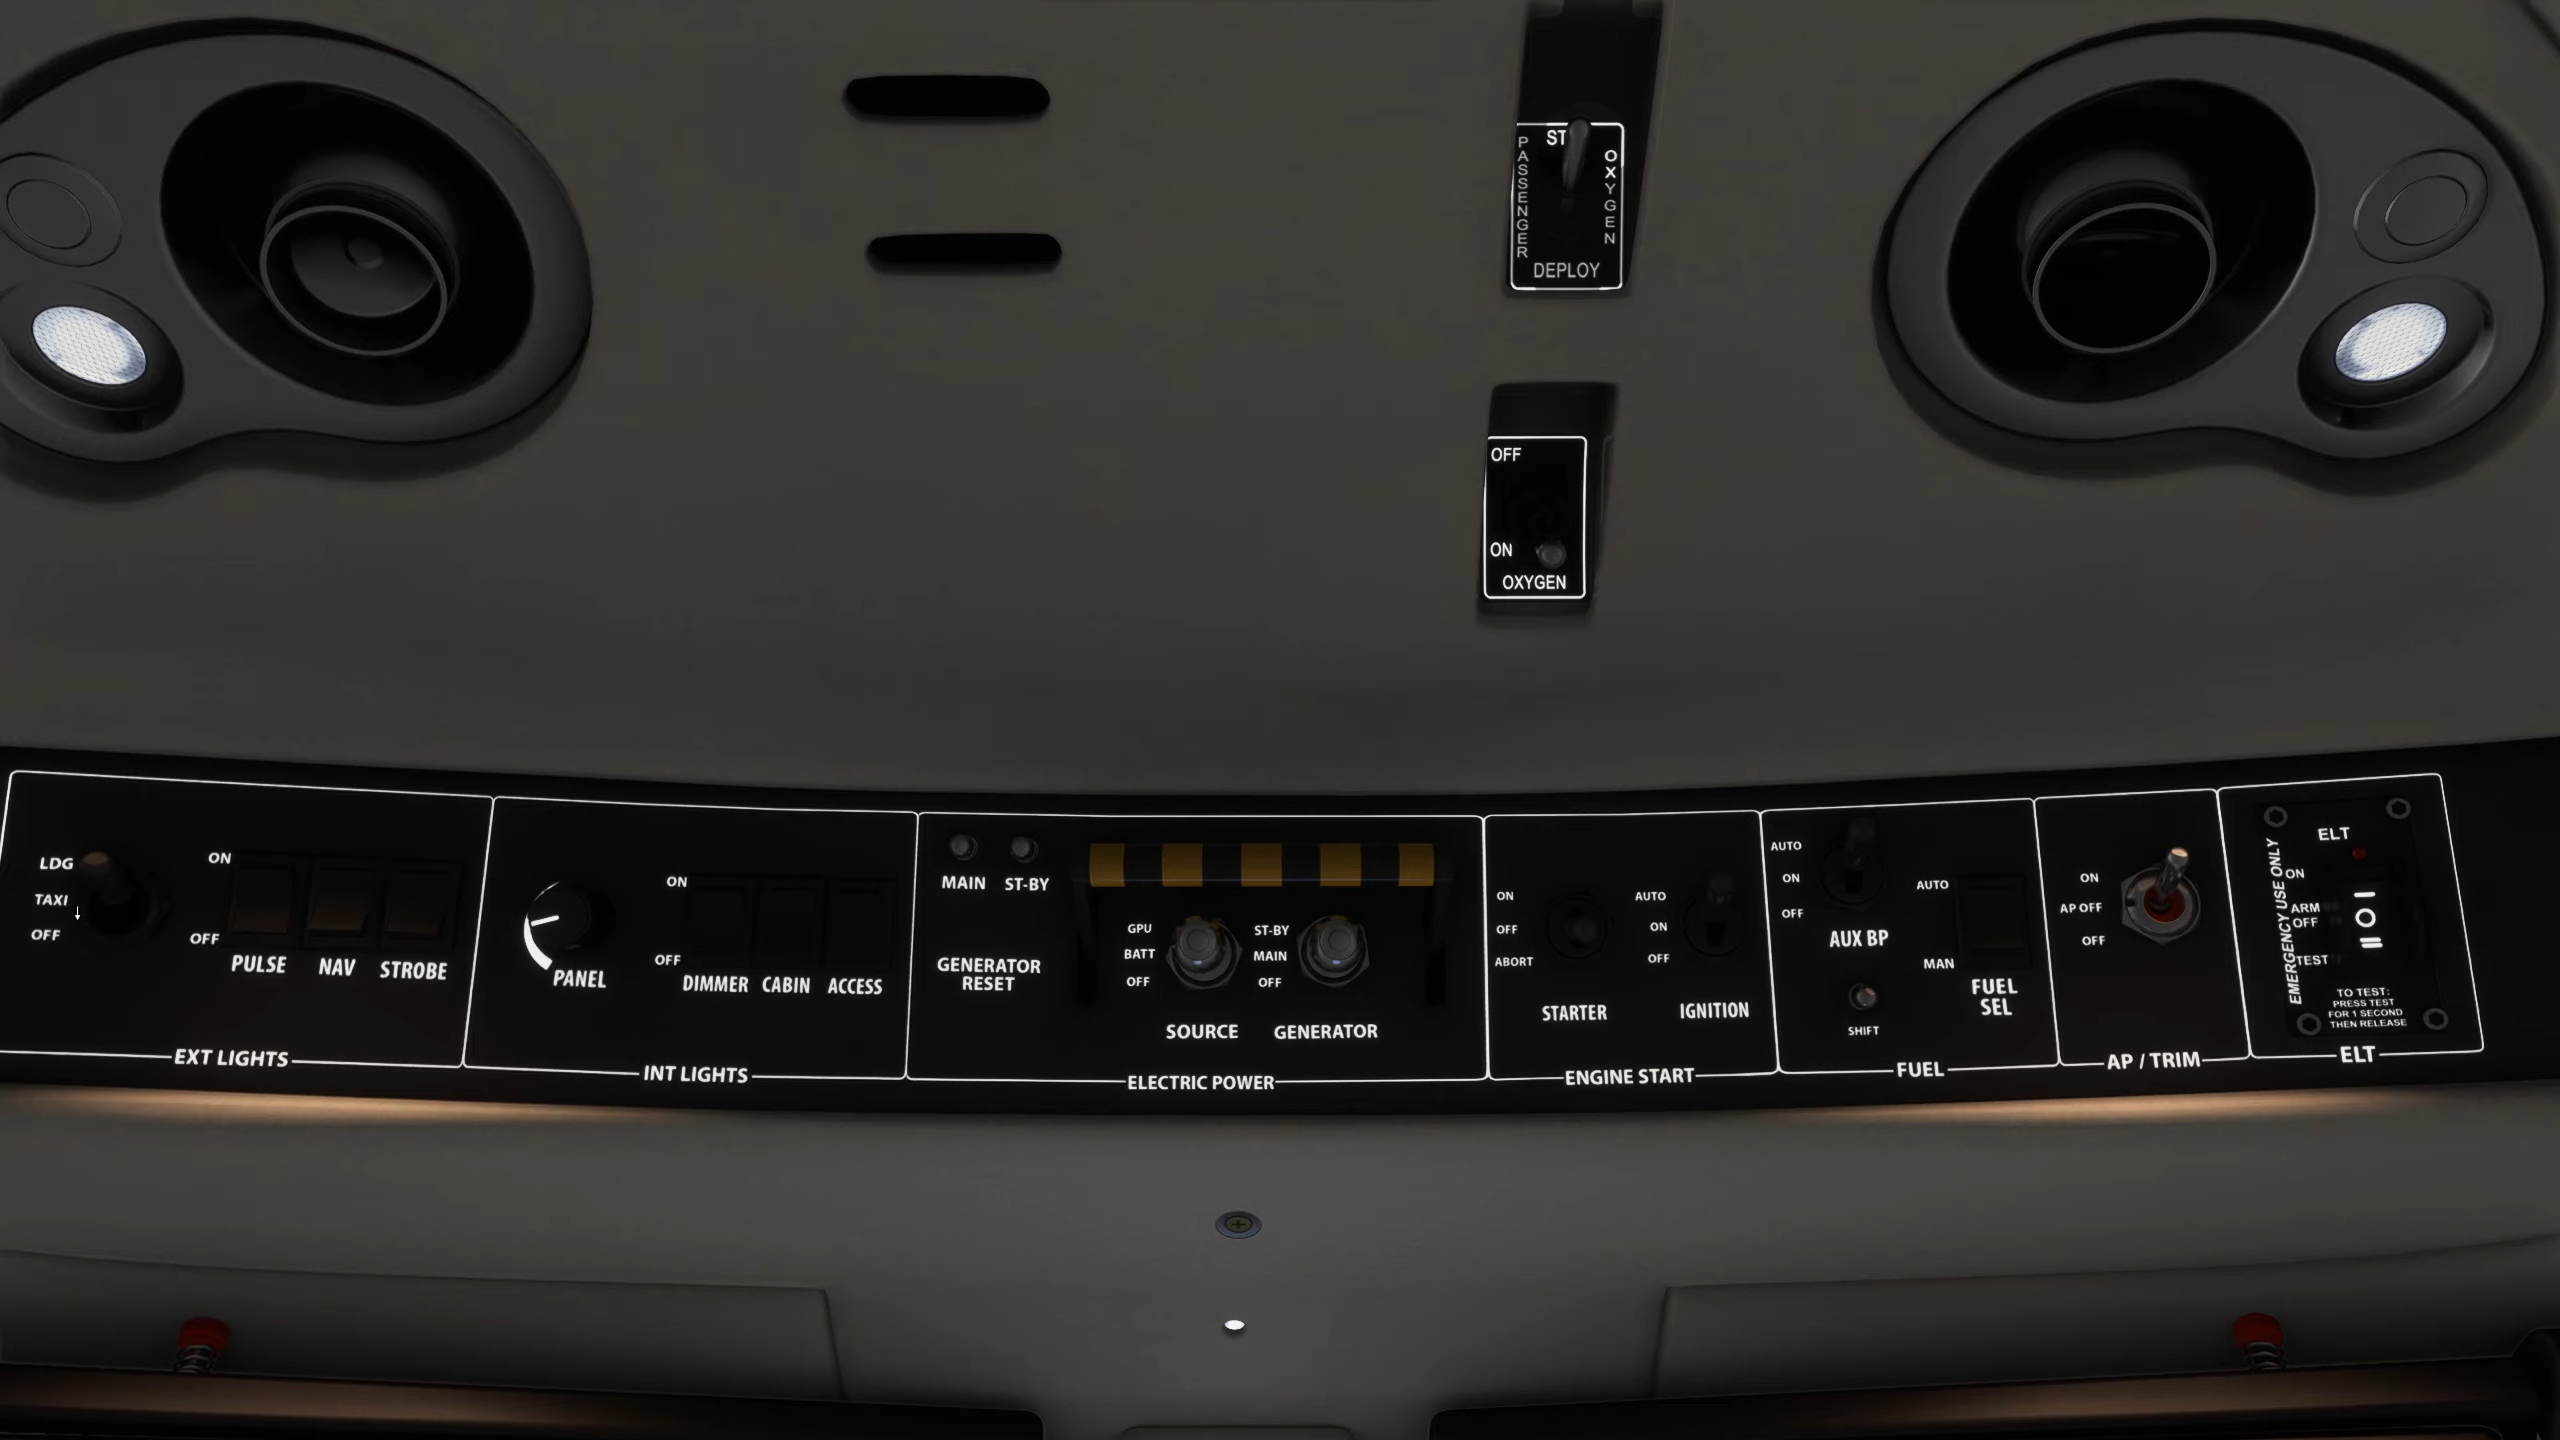 ST
PASSENGER
OXYGEN
DEPLOY
OFF
ON
OXYGEN
LDG
TAXI
OFF
ON
OFF
PULSE
NAV
STROBE
EXT LIGHTS
PANEL
ON
OFF
DIMMER
CABIN
ACCESS
INT LIGHTS
MAIN
ST-BY
GENERATOR
RESET
GPU
BATT
OFF
SOURCE
ST-BY
MAIN
OFF
GENERATOR
ELECTRIC POWER
ON
OFF
ABORT
STARTER
AUTO
ON
OFF
IGNITION
ENGINE START
AUTO
ON
OFF
AUX BP
SHIFT
AUTO
MAN
FUEL
SEL
FUEL
ON
AP OFF
OFF
AP / TRIM
EMERGENCY USE ONLY
ELT
ON
ARM
OFF
TEST
TO TEST:
PRESS TEST
FOR 1 SECOND
THEN RELEASE
ELT